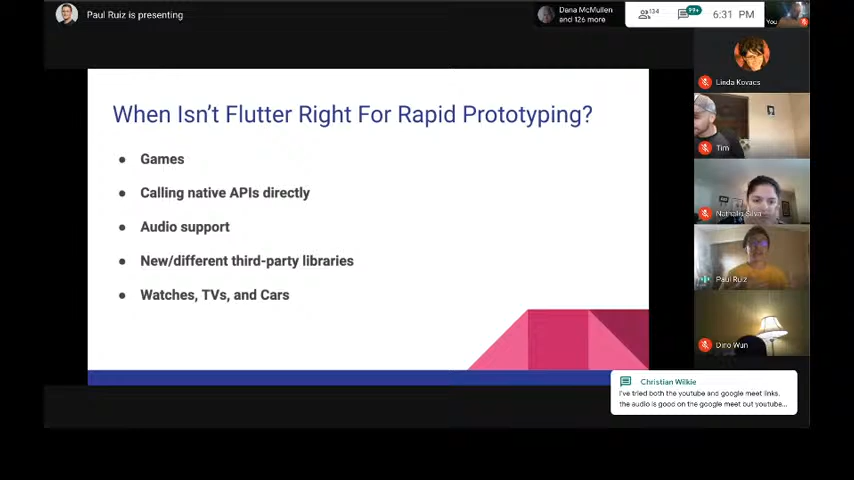 Paul Ruiz is presenting
Dana McMullen
and 126 more
134
99+
6:31 PM
You
When Isn't Flutter Right For Rapid Prototyping?
● Games
● Calling native APIs directly
● Audio support
● New/different third-party libraries
● Watches, TVs, and Cars
Linda Kovacs
Tim
Nathalie Silva
Paul Ruiz
Dino Wun
Christian Wilkie
I've tried both the youtube and google meet links.
the audio is good on the google meet but youtube...